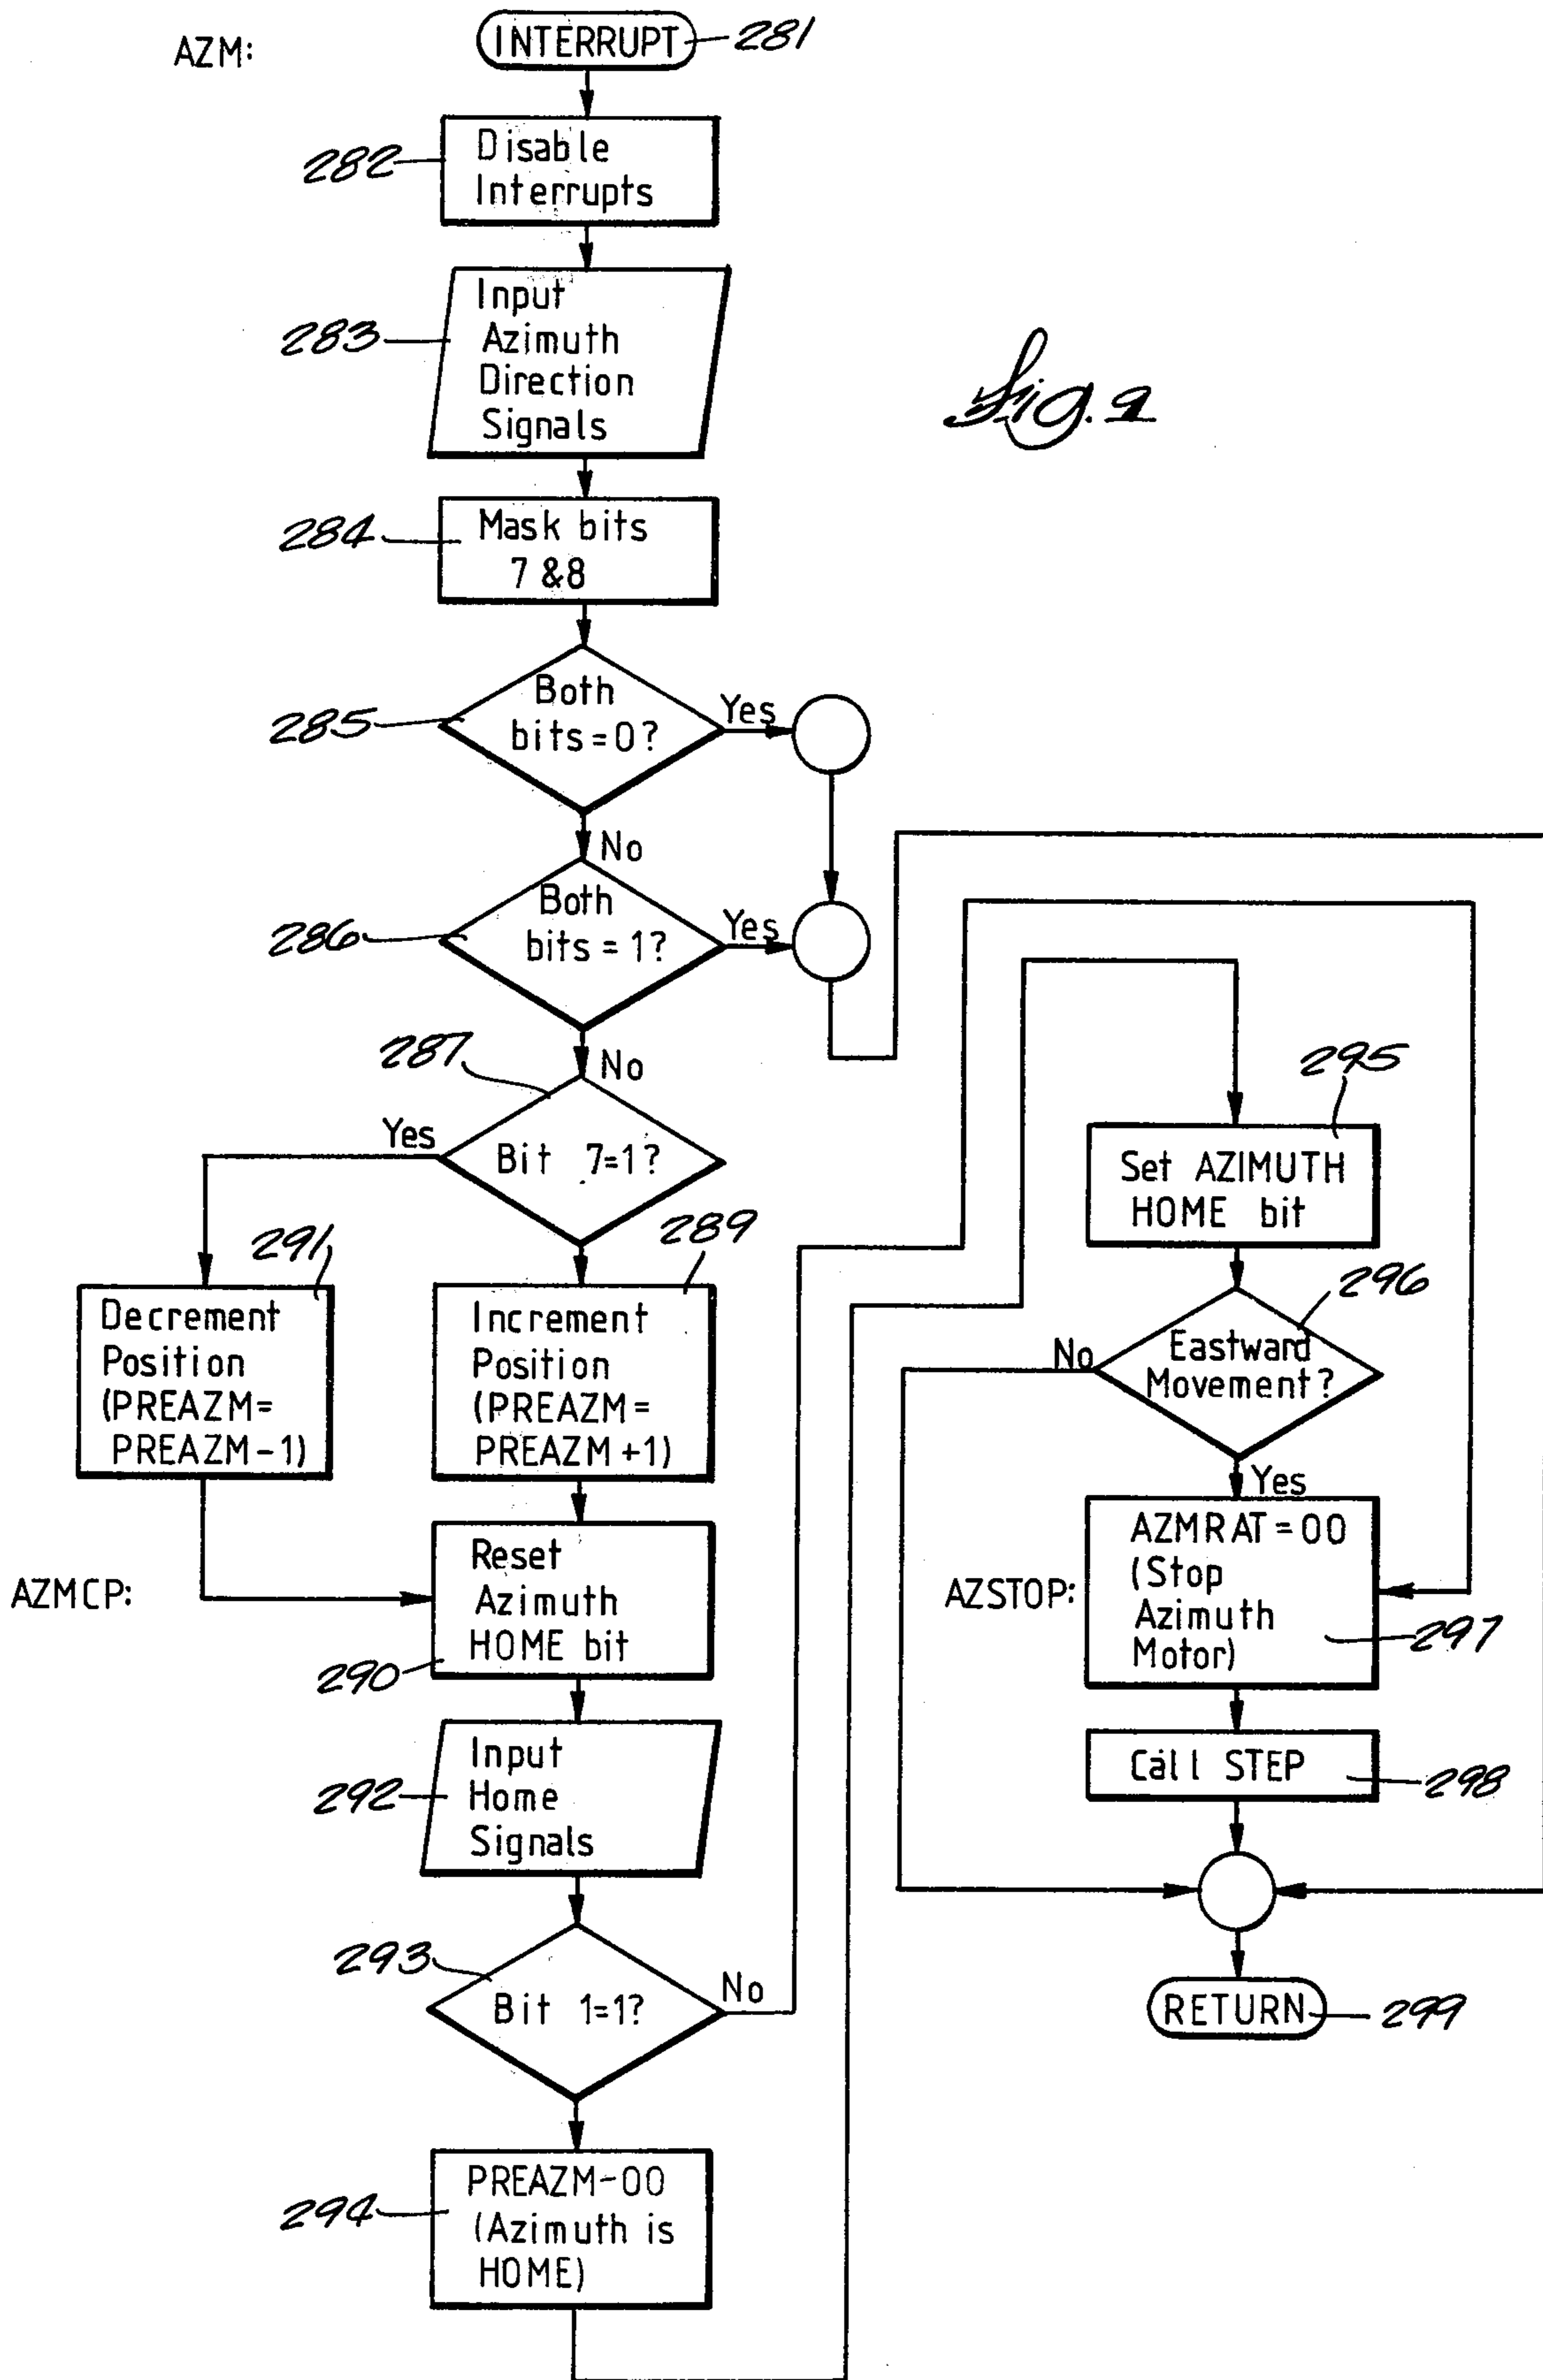 AZM:
INTERRUPT
281
Disable
Interrupts
282
Input
Azimuth
Direction
Signals
283
Fig. 9
Mask bits
7 &8
284
Both
bits=0?
285
Yes
No
Both
bits = 1?
286
Yes
No
287
Bit 7=1?
Yes
291
Decrement
Position
(PREAZM=
PREAZM-1)
289
Increment
Position
(PREAZM=
PREAZM+1)
AZMCP:
Reset
Azimuth
HOME bit
290
Input
Home
Signals
292
293
Bit 1=1?
No
PREAZM-00
(Azimuth is
HOME)
294
295
Set AZIMUTH
HOME bit
296
Eastward
Movement?
No
Yes
AZSTOP:
AZMRAT=00
(Stop
Azimuth
Motor)
297
Call STEP
298
RETURN
299